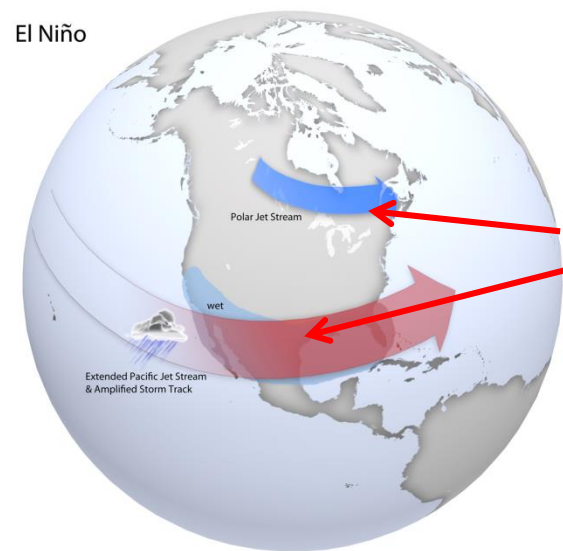 El Niño
Polar Jet Stream
wet
Extended Pacific Jet Stream
& Amplified Storm Track